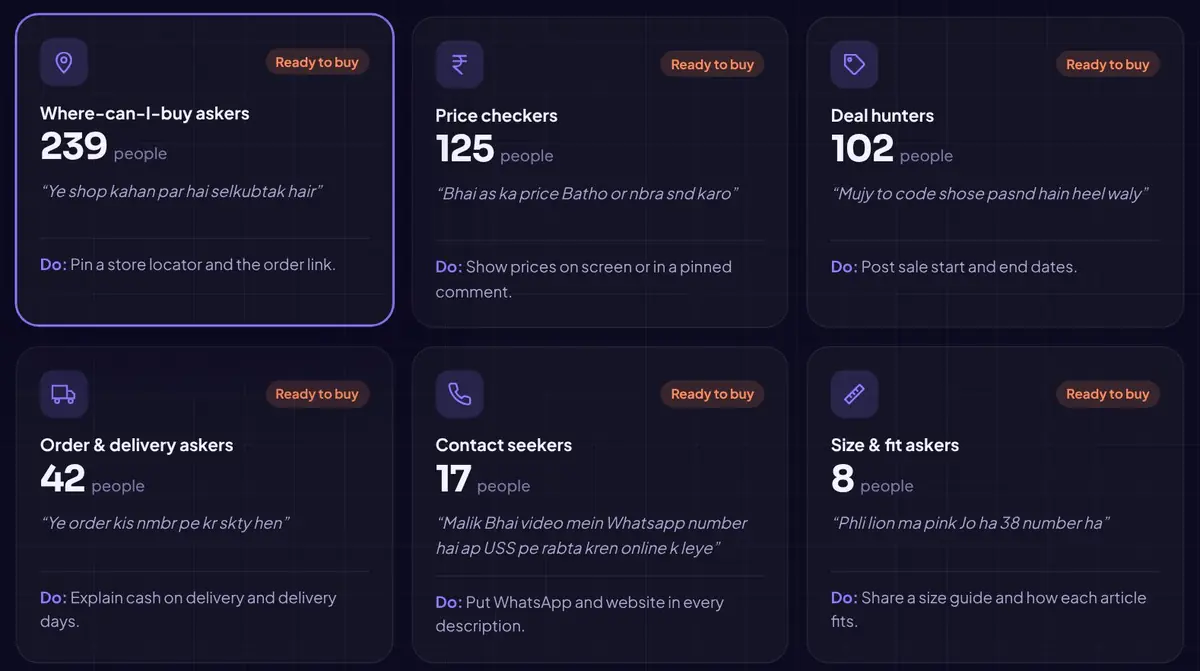 Ready to buy
Where-can-I-buy askers
239 people
“Ye shop kahan par hai selkubtak hair”
Do: Pin a store locator and the order link.
₹
Ready to buy
Price checkers
125 people
“Bhai as ka price Batho or nbra snd karo”
Do: Show prices on screen or in a pinned
comment.
Ready to buy
Deal hunters
102 people
“Mujy to code shose pasnd hain heel waly”
Do: Post sale start and end dates.
Ready to buy
Order & delivery askers
42 people
“Ye order kis nmbr pe kr skty hen”
Do: Explain cash on delivery and delivery
days.
Ready to buy
Contact seekers
17 people
“Malik Bhai video mein Whatsapp number
hai ap USS pe rabta kren online k leye”
Do: Put WhatsApp and website in every
description.
Ready to buy
Size & fit askers
8 people
“Phli lion ma pink Jo ha 38 number ha”
Do: Share a size guide and how each article
fits.